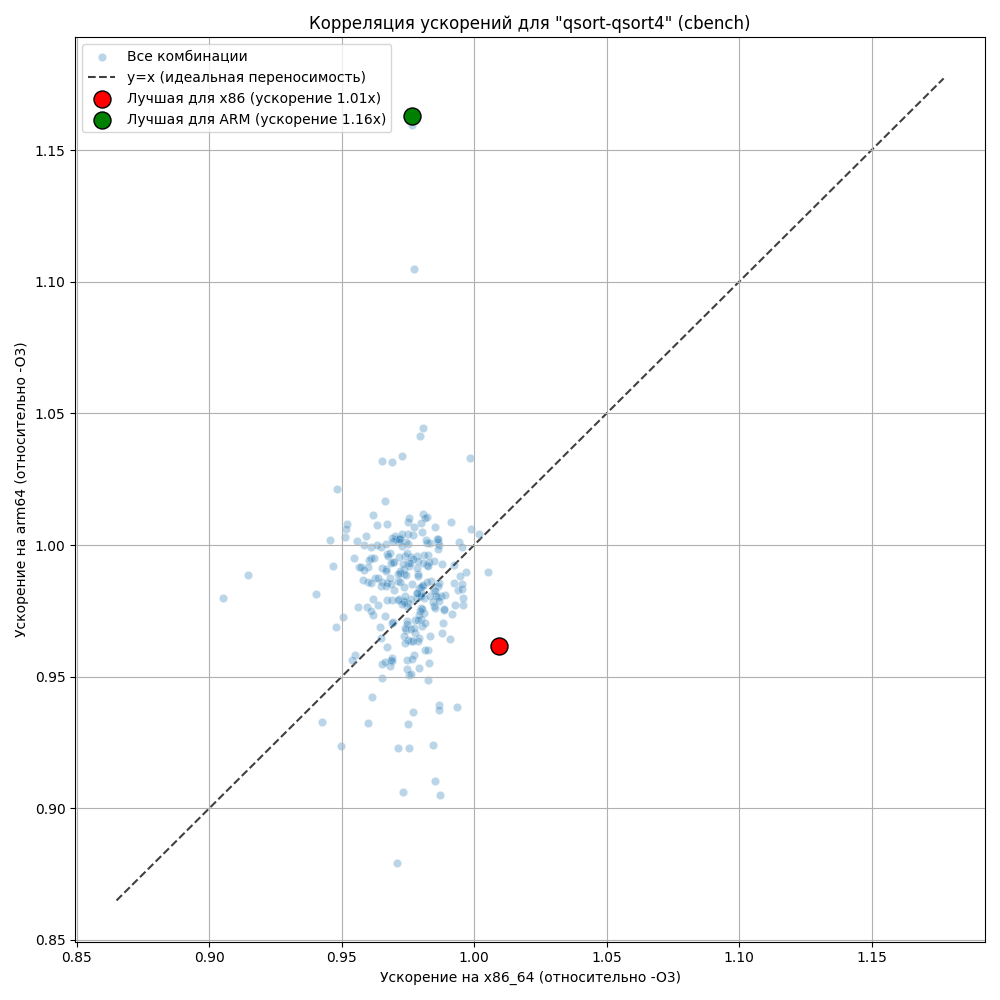 Корреляция ускорений для "qsort-qsort4" (cbench)
Все комбинации
y=x (идеальная переносимость)
Лучшая для x86 (ускорение 1.01x)
Лучшая для ARM (ускорение 1.16x)
Ускорение на arm64 (относительно -O3)
1.15
1.10
1.05
1.00
0.95
0.90
0.85
0.85 0.90 0.95 1.00 1.05 1.10 1.15
Ускорение на x86_64 (относительно -O3)